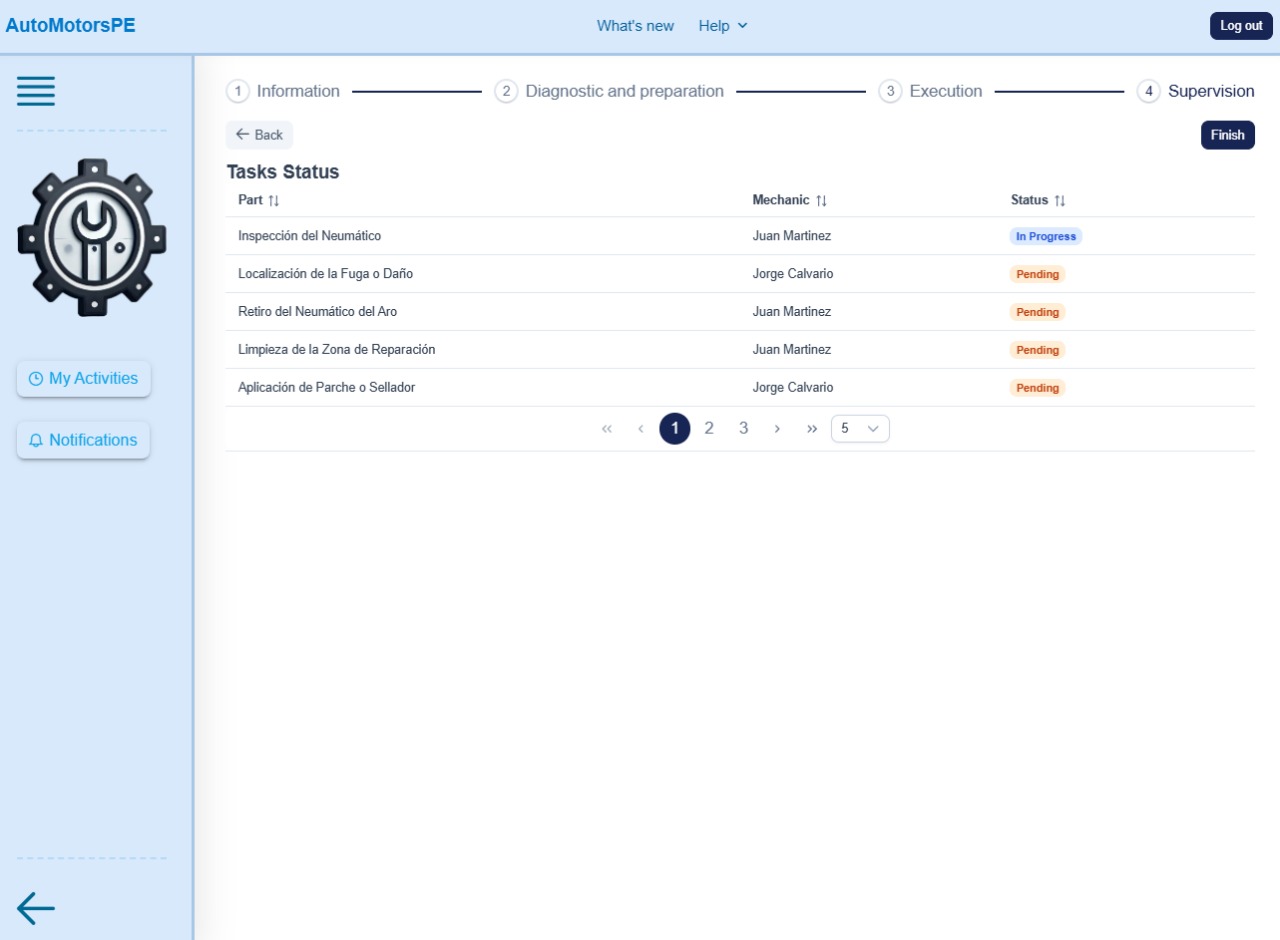 AutoMotorsPE What's new Help Log out
1 Information 2 Diagnostic and preparation 3 Execution 4 Supervision
Back Finish
Tasks Status
Part Mechanic Status
Inspección del Neumático Juan Martinez In Progress
Localización de la Fuga o Daño Jorge Calvario Pending
Retiro del Neumático del Aro Juan Martinez Pending
Limpieza de la Zona de Reparación Juan Martinez Pending
Aplicación de Parche o Sellador Jorge Calvario Pending
« ‹ 1 2 3 › » 5
My Activities
Notifications